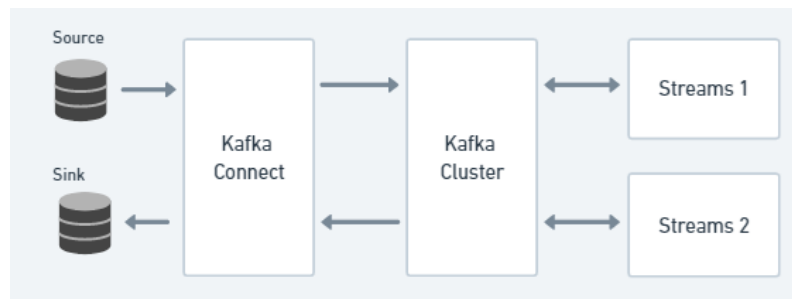 Source
Sink
Kafka
Connect
Kafka
Cluster
Streams 1
Streams 2